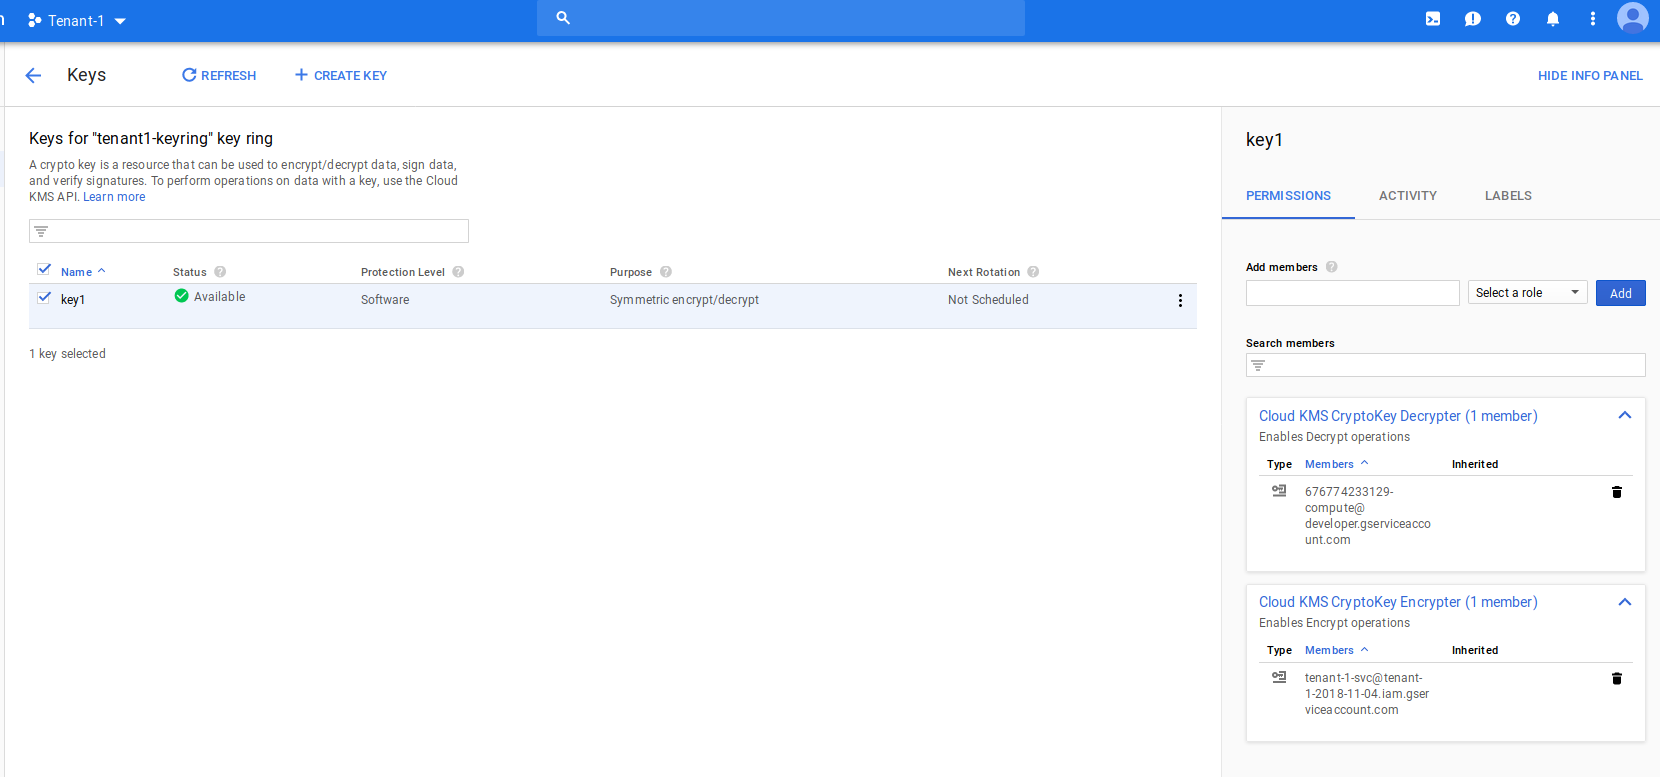 Tenant-1
Keys
REFRESH
CREATE KEY
HIDE INFO PANEL
Keys for "tenant1-keyring" key ring
A crypto key is a resource that can be used to encrypt/decrypt data, sign data,
and verify signatures. To perform operations on data with a key, use the Cloud
KMS API. Learn more
Name Status Protection Level Purpose Next Rotation
key1 Available Software Symmetric encrypt/decrypt Not Scheduled
1 key selected
key1
PERMISSIONS ACTIVITY LABELS
Add members
Select a role Add
Search members
Cloud KMS CryptoKey Decrypter (1 member)
Enables Decrypt operations
Type Members Inherited
676774233129-
compute@
developer.gserviceacco
unt.com
Cloud KMS CryptoKey Encrypter (1 member)
Enables Encrypt operations
Type Members Inherited
tenant-1-svc@tenant-
1-2018-11-04.iam.gser
viceaccount.com